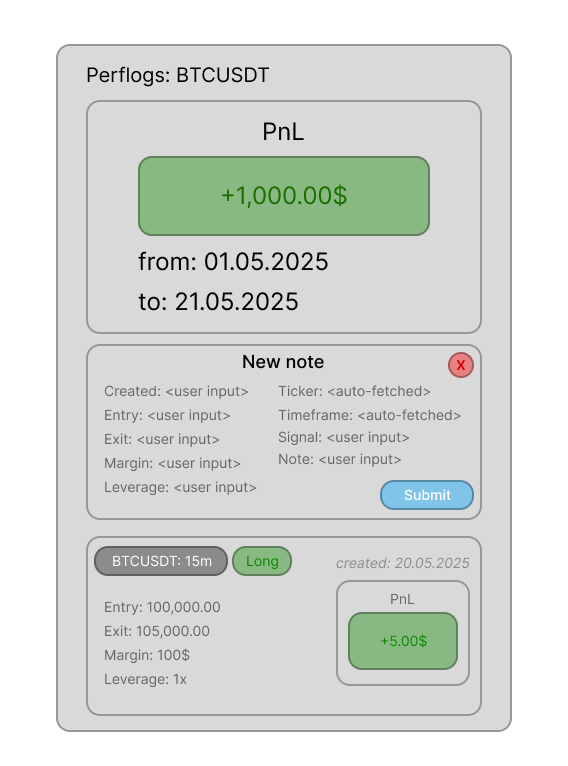 Perflogs: BTCUSDT
PnL
+1,000.00$
from: 01.05.2025
to: 21.05.2025
New note
X
Created: <user input>
Entry: <user input>
Exit: <user input>
Margin: <user input>
Leverage: <user input>
Ticker: <auto-fetched>
Timeframe: <auto-fetched>
Signal: <user input>
Note: <user input>
Submit
BTCUSDT: 15m
Long
created: 20.05.2025
Entry: 100,000.00
Exit: 105,000.00
Margin: 100$
Leverage: 1x
PnL
+5.00$